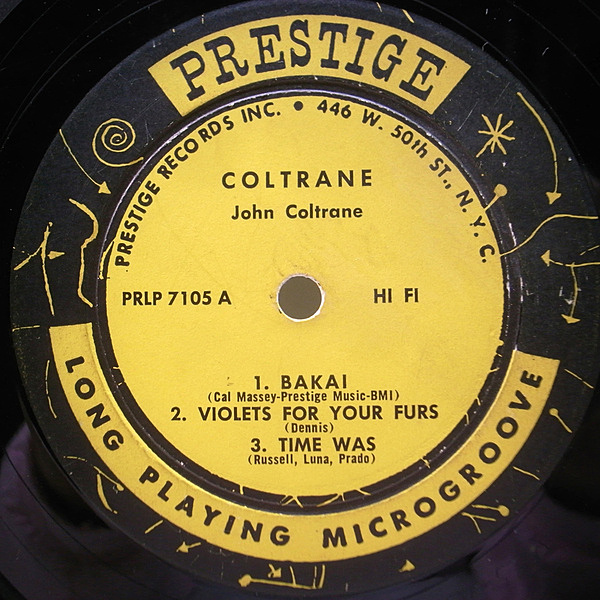 PRESTIGE
PRESTIGE RECORDS INC. • 446 W. 50th ST., N.Y.C.
COLTRANE
John Coltrane
PRLP 7105 A
HI FI
1. BAKAI
(Cal Massey-Prestige Music-BMI)
2. VIOLETS FOR YOUR FURS
(Dennis)
3. TIME WAS
(Russell, Luna, Prado)
LONG PLAYING MICROGROOVE